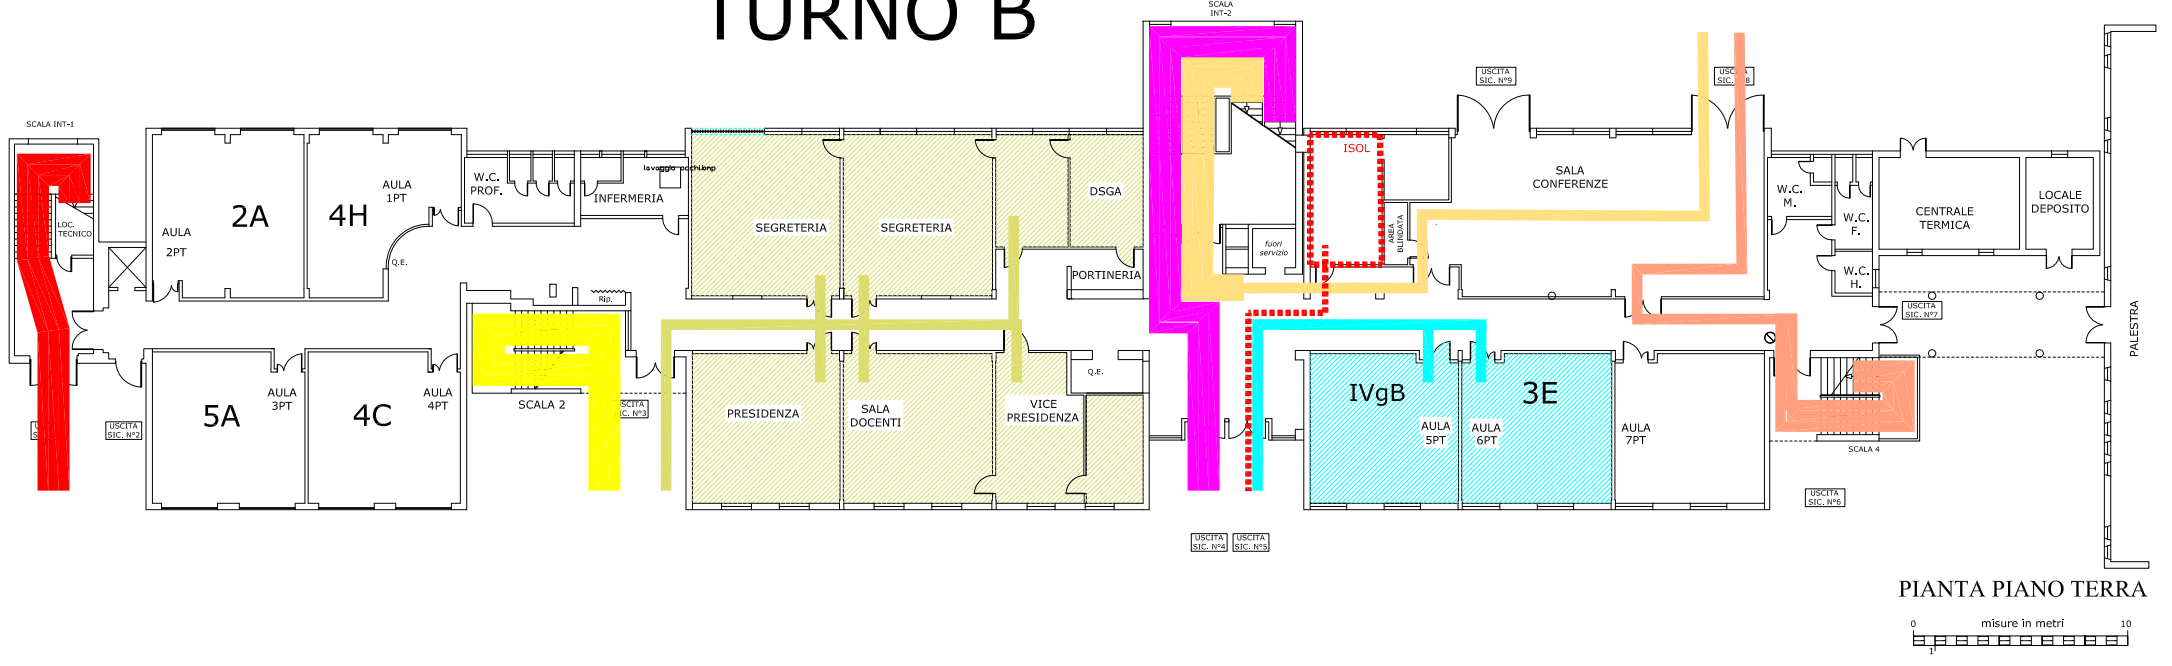 TURNO B
SCALA
INT-2
USCITA
SIC. N°9
SCALA INT-1
W.C.
PROF.
AULA
1PT
4H
2A
AULA
2PT
LOC.
TECNICO
Q.E.
INFERMERIA
SEGRETERIA
SEGRETERIA
DSGA
PORTINERIA
fuori
servizio
ISOL
AREA
BLINDATA
SALA
CONFERENZE
W.C.
M.
W.C.
F.
W.C.
H.
CENTRALE
TERMICA
LOCALE
DEPOSITO
Rip.
USCITA
SIC. N°7
PALESTRA
5A
AULA
3PT
4C
AULA
4PT
SCALA 2
USCITA
SIC. N°2
SIC. N°3
PRESIDENZA
SALA
DOCENTI
VICE
PRESIDENZA
Q.E.
IVgB
AULA
5PT
3E
AULA
6PT
AULA
7PT
SCALA 4
USCITA
SIC. N°6
USCITA
SIC. N°4
USCITA
SIC. N°5
PIANTA PIANO TERRA
0 misure in metri 10
1